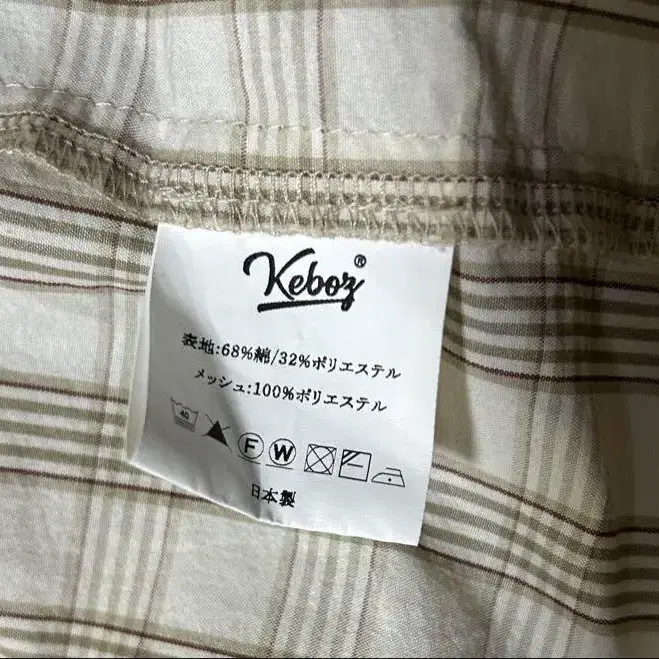 Keboz®
表地:68%綿/32%ポリエステル
メッシュ:100%ポリエステル
40 F W
日本製